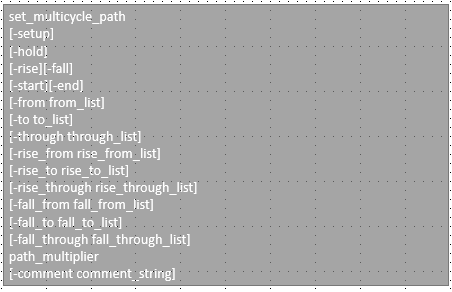 set_multicycle_path
[-setup]
[-hold]
[-rise][-fall]
[-start][-end]
[-from from_list]
[-to to_list]
[-through through_list]
[-rise_from rise_from_list]
[-rise_to rise_to_list]
[-rise_through rise_through_list]
[-fall_from fall_from_list]
[-fall_to fall_to_list]
[-fall_through fall_through_list]
path_multiplier
[-comment comment_string]